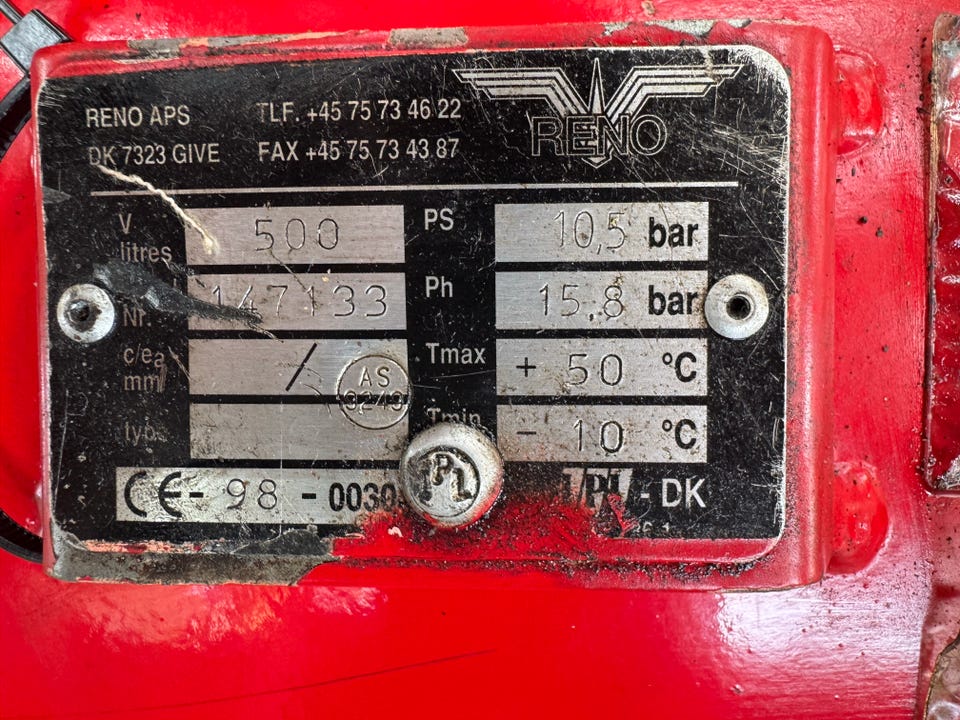 RENO APS TLF. +45 75 73 46 22
DK 7323 GIVE FAX +45 75 73 43 87
RENO
V litres 500 PS 10,5 bar
Nr. 147133 Ph 15,8 bar
c/ea mm / Tmax + 50 °C
AS
3249
type Tmin - 10 °C
CE - 98 - 0030 - DK